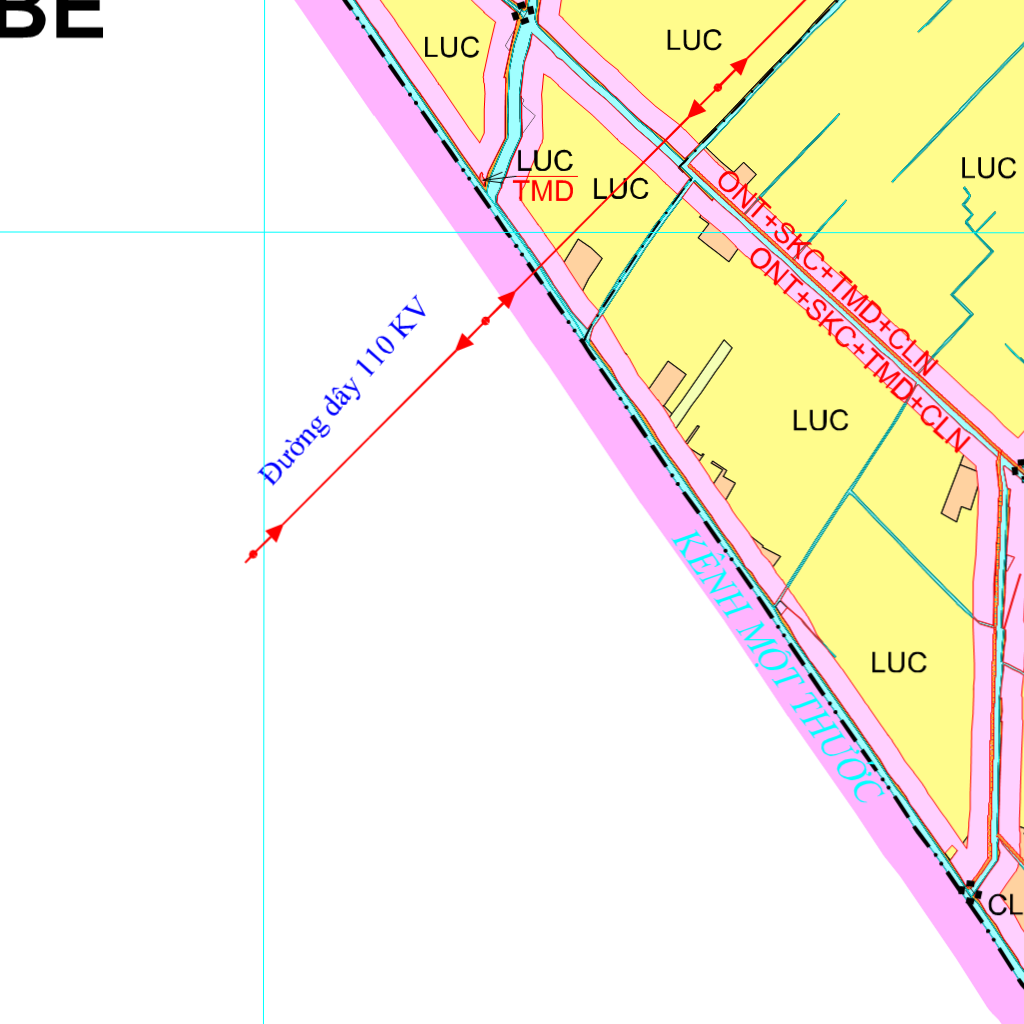 BE
LUC
LUC
LUC
TMD
LUC
LUC
ONT+SKC+TMD+CLN
ONT+SKC+TMD+CLN
Đường dây 110 KV
LUC
KÊNH MỘT THƯỚC
LUC
CL